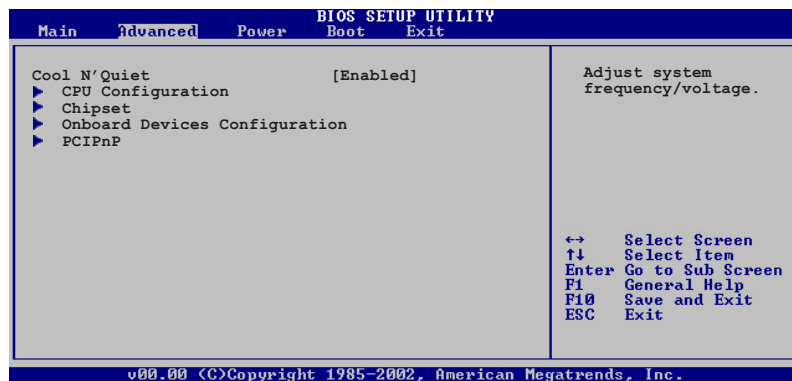 BIOS SETUP UTILITY
Main Advanced Power Boot Exit
Cool N'Quiet [Enabled]
CPU Configuration
Chipset
Onboard Devices Configuration
PCIPnP
Adjust system
frequency/voltage.
↔ Select Screen
↑↓ Select Item
Enter Go to Sub Screen
F1 General Help
F10 Save and Exit
ESC Exit
v00.00 (C)Copyright 1985-2002, American Megatrends, Inc.